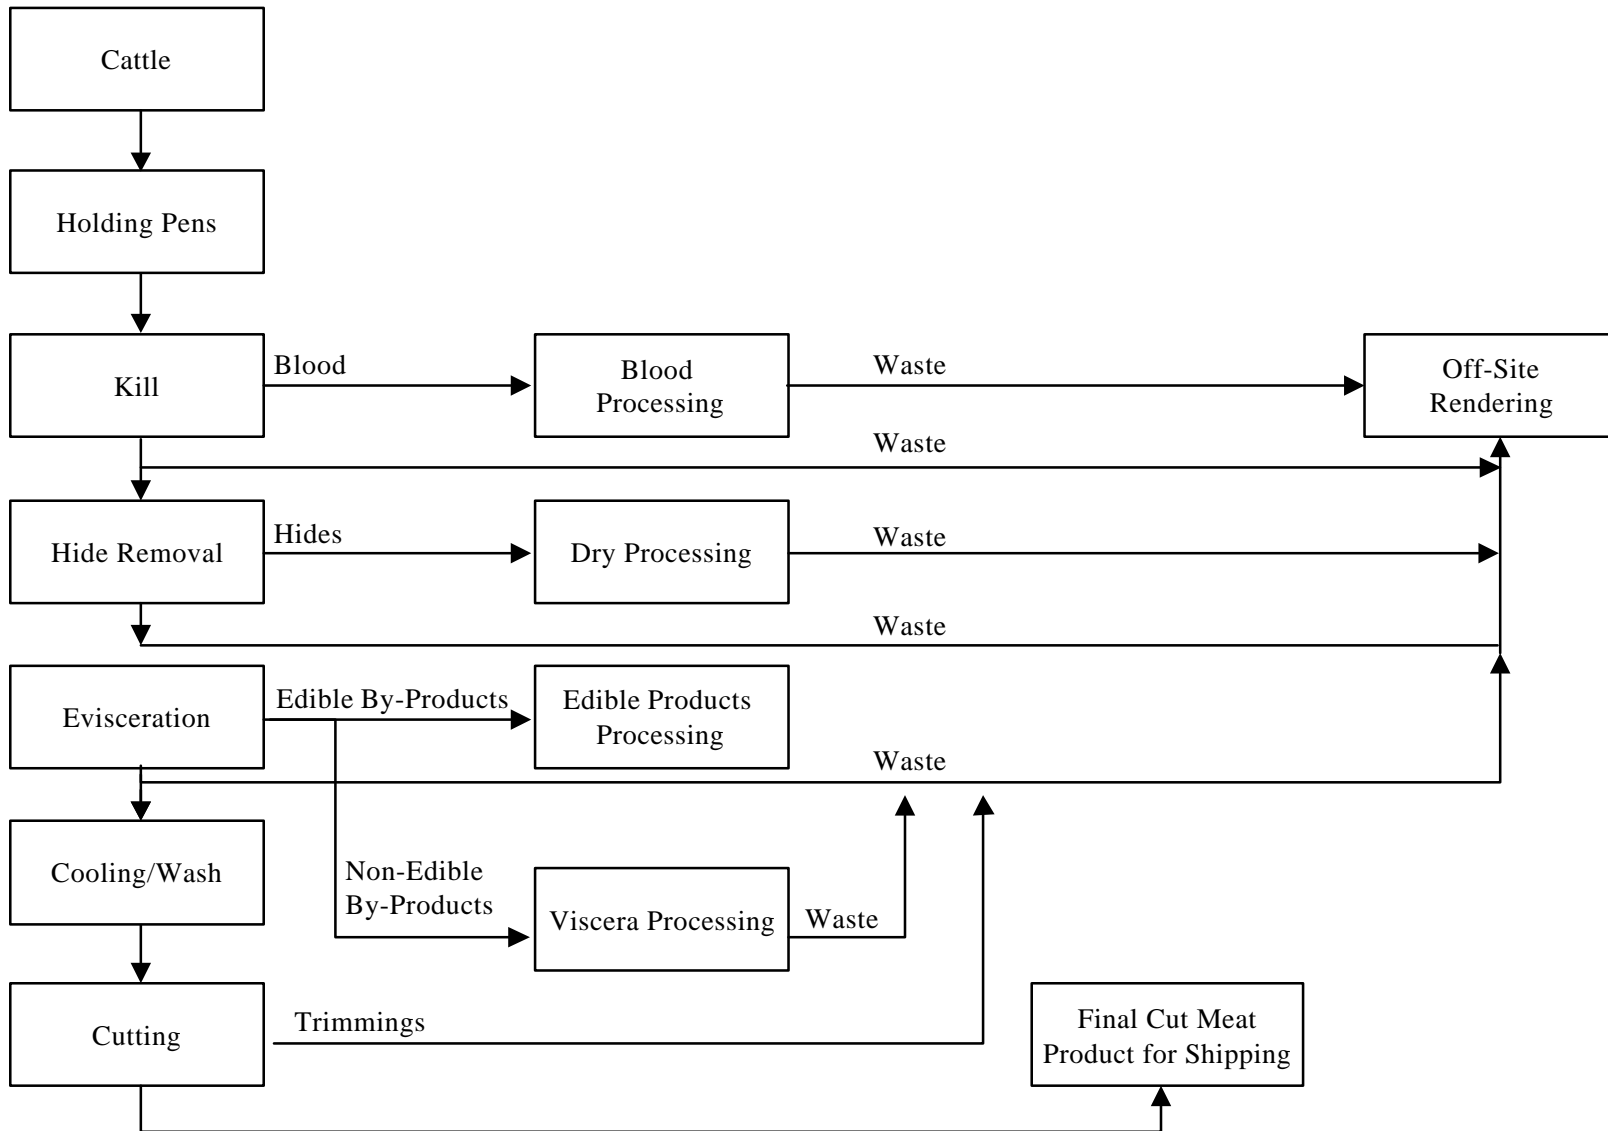 Cattle
Holding Pens
Kill
Blood
Blood
Processing
Waste
Off-Site
Rendering
Waste
Hide Removal
Hides
Dry Processing
Waste
Waste
Evisceration
Edible By-Products
Edible Products
Processing
Waste
Cooling/Wash
Non-Edible
By-Products
Viscera Processing
Waste
Cutting
Trimmings
Final Cut Meat
Product for Shipping